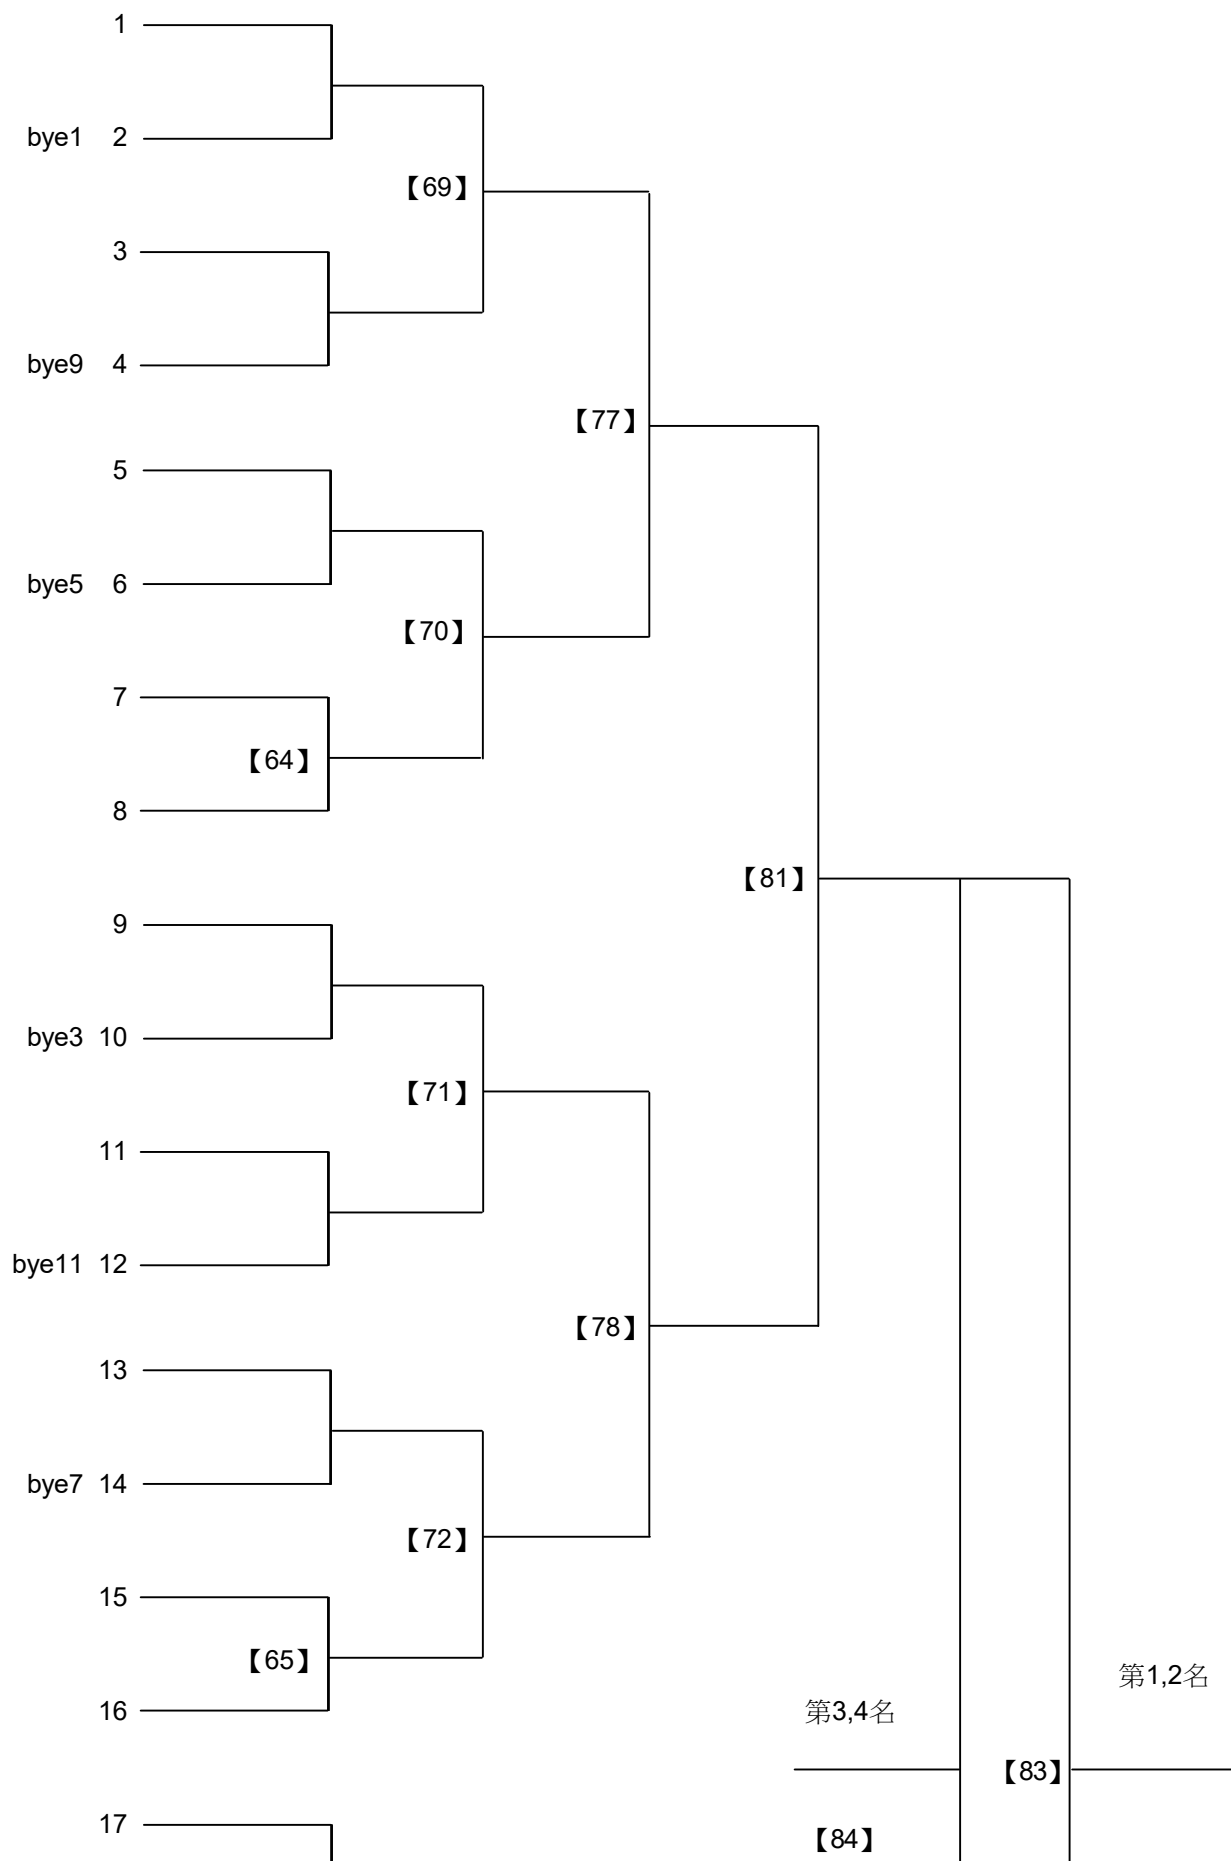 1
bye1 2
【69】
3
bye9 4
【77】
5
bye5 6
【70】
7
【64】
8
【81】
9
bye3 10
【71】
11
bye11 12
【78】
13
bye7 14
【72】
15
【65】
第1,2名
16
第3,4名
【83】
17
【84】